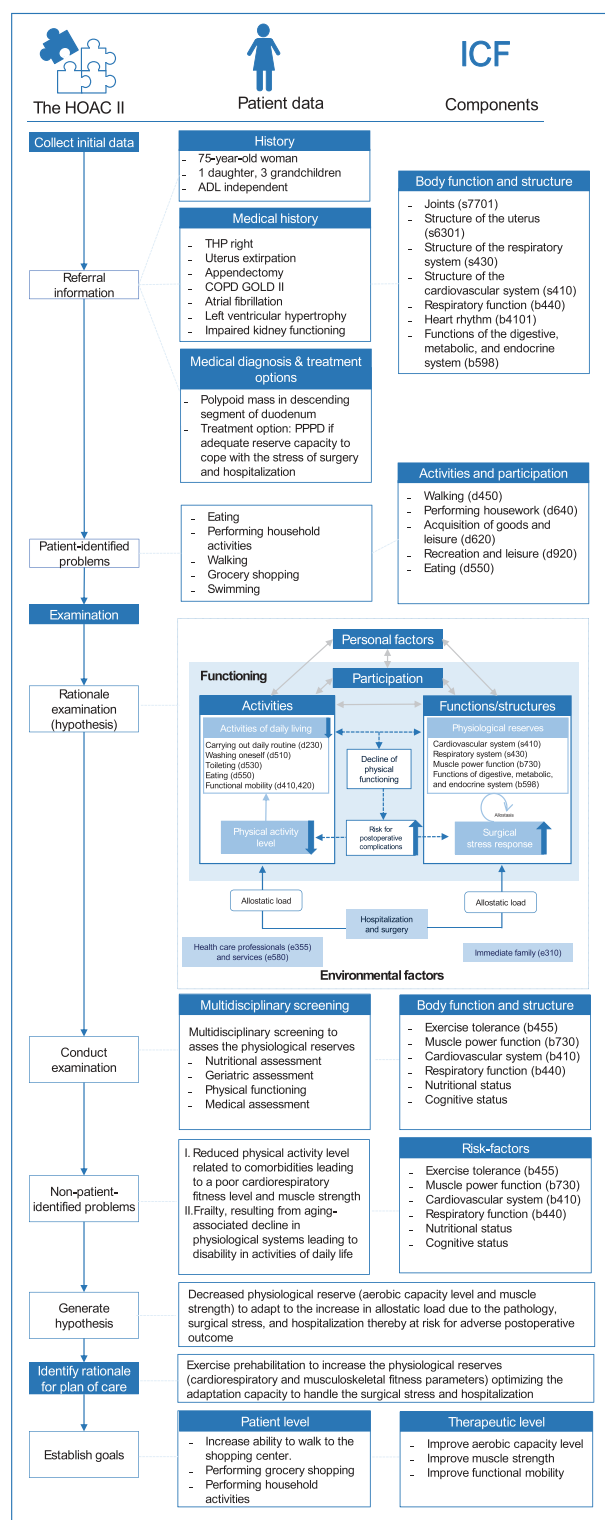 The HOAC II
Patient data
ICF
Components
Collect initial data
History
- 75-year-old woman
- 1 daughter, 3 grandchildren
- ADL independent
Referral
information
Medical history
- THP right
- Uterus extirpation
- Appendectomy
- COPD GOLD II
- Atrial fibrillation
- Left ventricular hypertrophy
- Impaired kidney functioning
Body function and structure
- Joints (s7701)
- Structure of the uterus
(s6301)
- Structure of the respiratory
system (s430)
- Structure of the
cardiovascular system (s410)
- Respiratory function (b440)
- Heart rhythm (b4101)
- Functions of the digestive,
metabolic, and endocrine
system (b598)
Medical diagnosis & treatment
options
- Polypoid mass in descending
segment of duodenum
- Treatment option: PPPD if
adequate reserve capacity to
cope with the stress of surgery
and hospitalization
Patient-identified
problems
- Eating
- Performing household
activities
- Walking
- Grocery shopping
- Swimming
Activities and participation
- Walking (d450)
- Performing housework (d640)
- Acquisition of goods and
leisure (d620)
- Recreation and leisure (d920)
- Eating (d550)
Examination
Rationale
examination
(hypothesis)
Personal factors
Functioning
Participation
Activities
Activities of daily living
Carrying out daily routine (d230)
Washing oneself (d510)
Toileting (d530)
Eating (d550)
Functional mobility (d410,420)
Physical activity
level
Decline of
physical
functioning
Risk for
postoperative
complications
Functions/structures
Physiological reserves
Cardiovascular system (s410)
Respiratory system (s430)
Muscle power function (b730)
Functions of digestive, metabolic,
and endocrine system (b598)
Allostasis
Surgical
stress response
Allostatic load
Hospitalization
and surgery
Allostatic load
Health care professionals (e355)
and services (e580)
Immediate family (e310)
Environmental factors
Conduct
examination
Multidisciplinary screening
Multidisciplinary screening to
asses the physiological reserves
- Nutritional assessment
- Geriatric assessment
- Physical functioning
- Medical assessment
Body function and structure
- Exercise tolerance (b455)
- Muscle power function (b730)
- Cardiovascular system (b410)
- Respiratory function (b440)
- Nutritional status
- Cognitive status
Non-patient-
identified problems
I. Reduced physical activity level
related to comorbidities leading
to a poor cardiorespiratory
fitness level and muscle strength
II.Frailty, resulting from aging-
associated decline in
physiological systems leading to
disability in activities of daily life
Risk-factors
- Exercise tolerance (b455)
- Muscle power function (b730)
- Cardiovascular system (b410)
- Respiratory function (b440)
- Nutritional status
- Cognitive status
Generate
hypothesis
Decreased physiological reserve (aerobic capacity level and muscle
strength) to adapt to the increase in allostatic load due to the pathology,
surgical stress, and hospitalization thereby at risk for adverse postoperative
outcome
Identify rationale
for plan of care
Exercise prehabilitation to increase the physiological reserves
(cardiorespiratory and musculoskeletal fitness parameters) optimizing the
adaptation capacity to handle the surgical stress and hospitalization
Establish goals
Patient level
- Increase ability to walk to the
shopping center.
- Performing grocery shopping
- Performing household
activities
Therapeutic level
- Improve aerobic capacity level
- Improve muscle strength
- Improve functional mobility